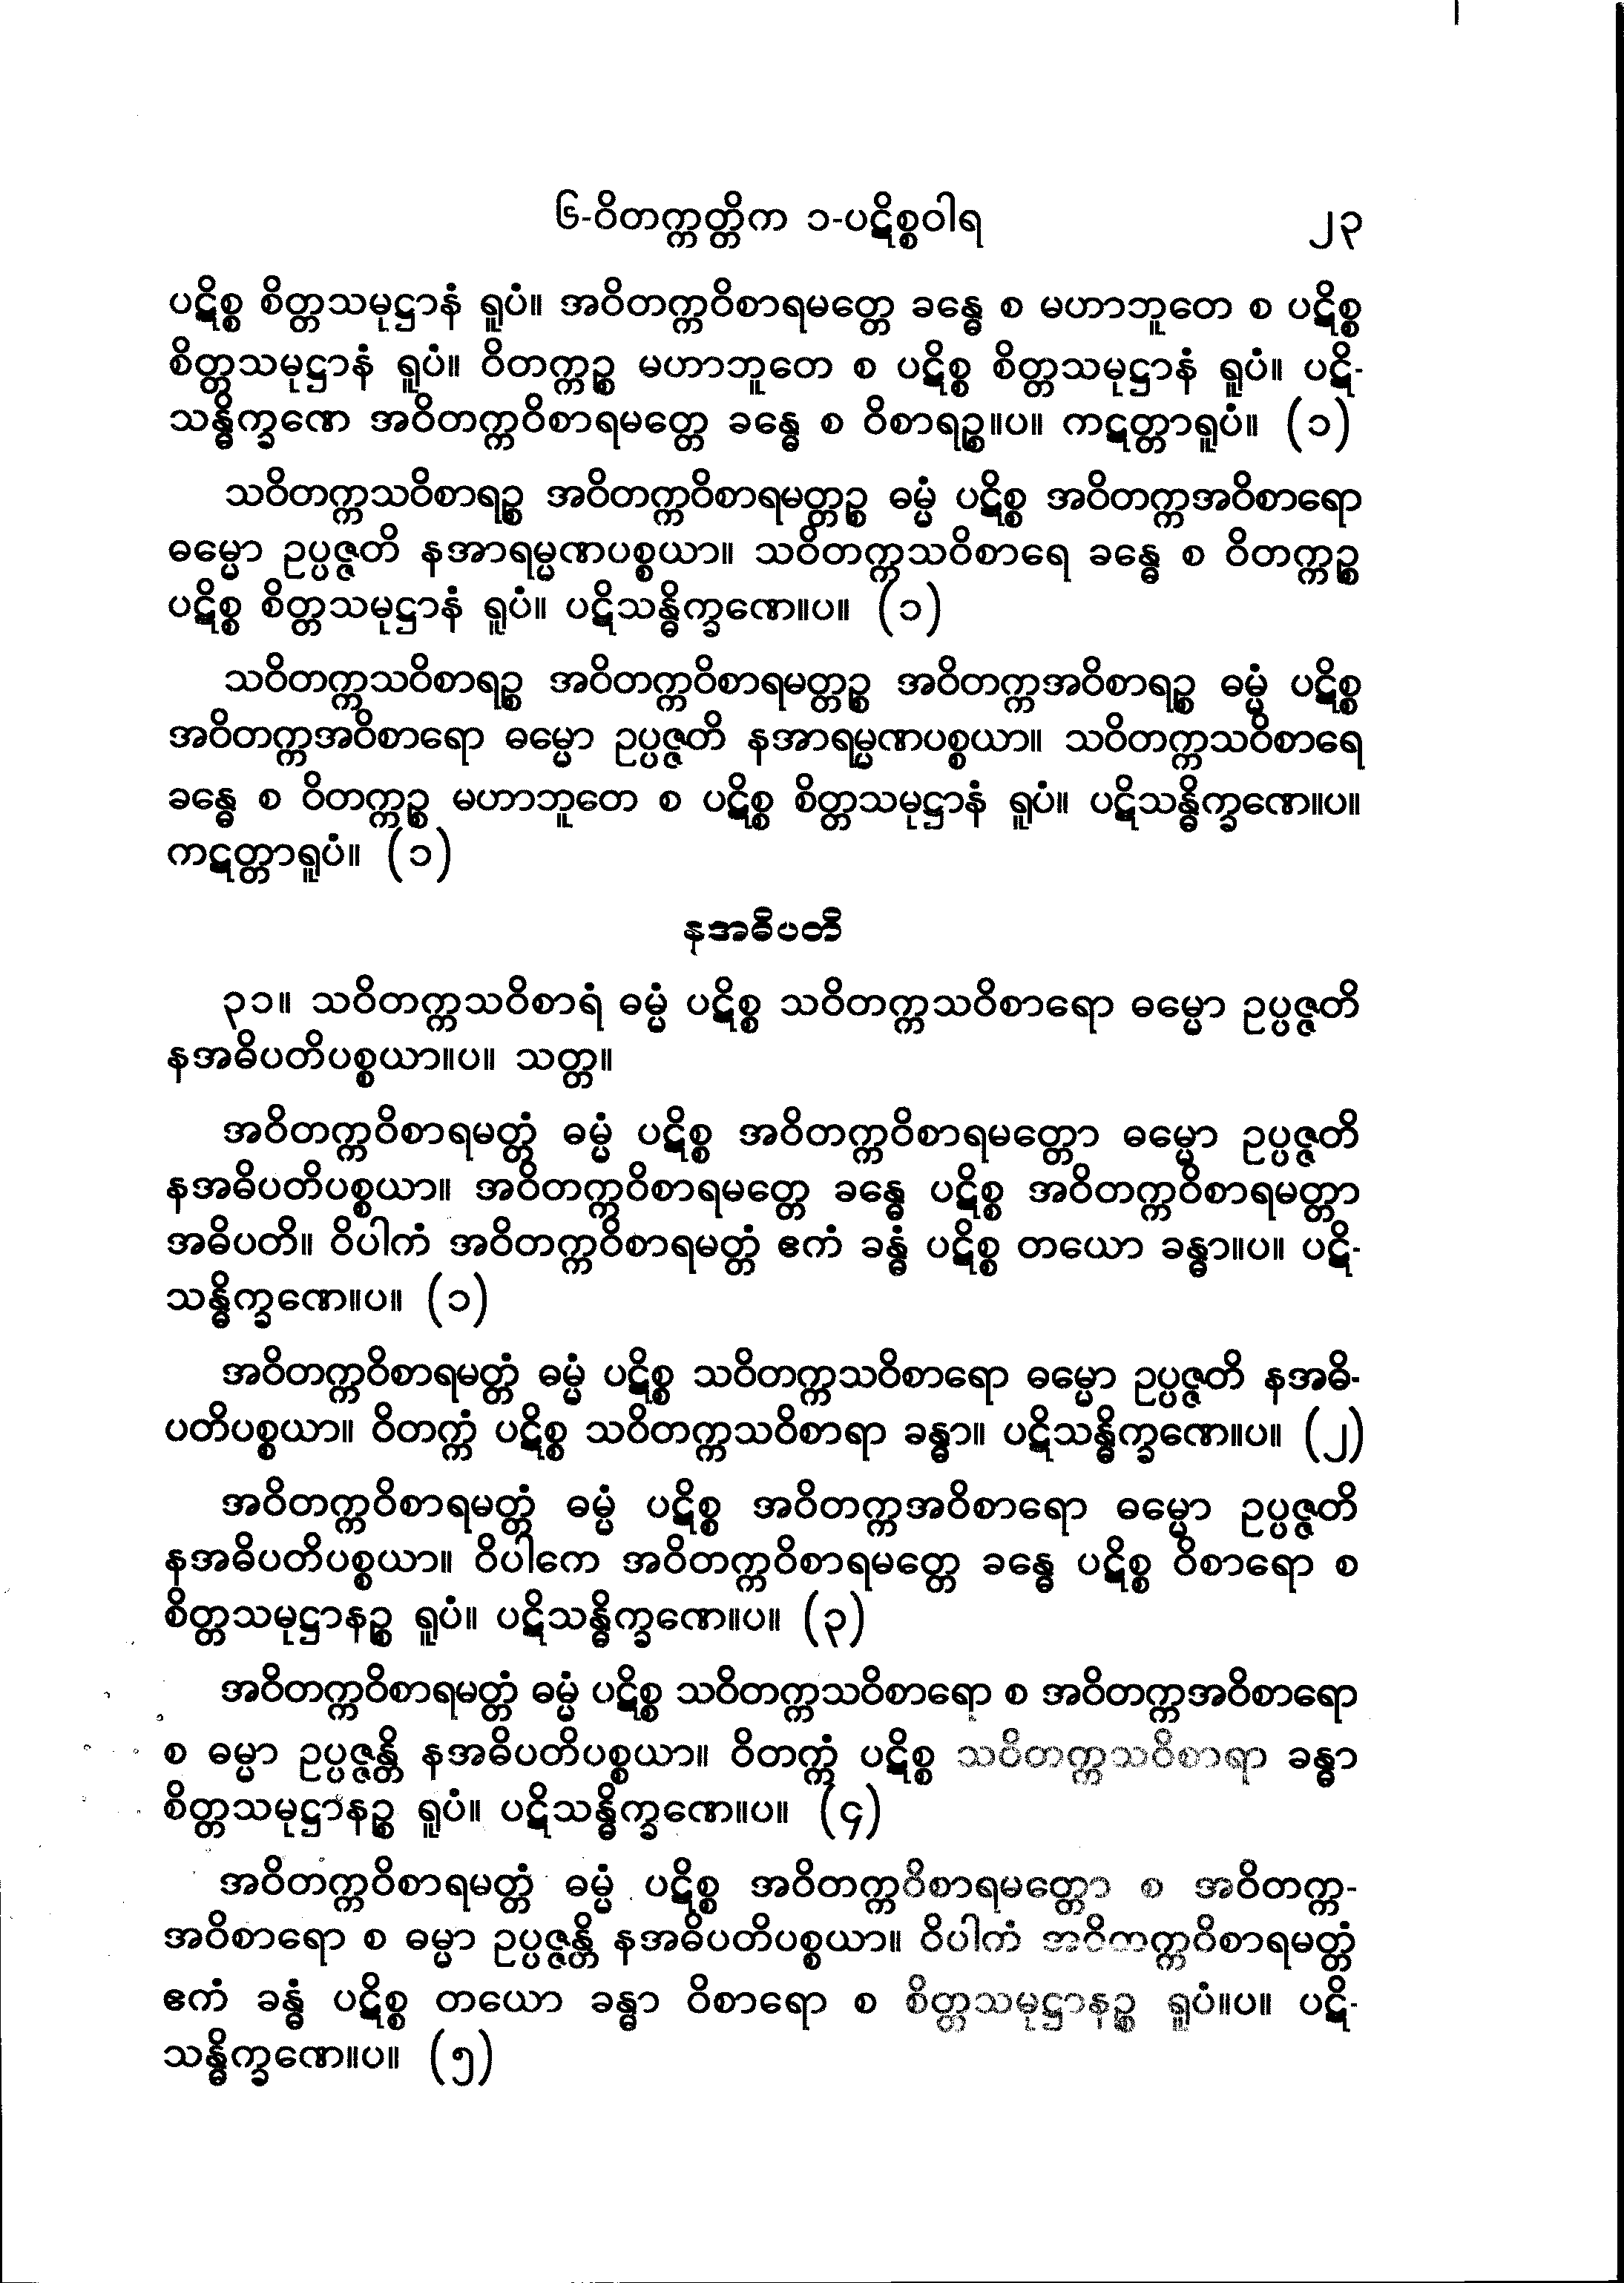 ၆-ဝိတက္ကတ္တိက ၁-ပဋိစ္စဝါရ ၂၃
ပဋိစ္စ စိတ္တသမုဋ္ဌာနံ ရူပံ။ အဝိတက္ကဝိစာရမတ္တေ ခန္ဓေ စ မဟာဘူတေ စ ပဋိစ္စ
စိတ္တသမုဋ္ဌာနံ ရူပံ။ ဝိတက္ကဉ္စ မဟာဘူတေ စ ပဋိစ္စ စိတ္တသမုဋ္ဌာနံ ရူပံ။ ပဋိ-
သန္ဓိက္ခဏေ အဝိတက္ကဝိစာရမတ္တေ ခန္ဓေ စ ဝိစာရဉ္စ။ပ။ ကဋတ္တာရူပံ။ (၁)
သဝိတက္ကသဝိစာရဉ္စ အဝိတက္ကဝိစာရမတ္တဉ္စ ဓမ္မံ ပဋိစ္စ အဝိတက္ကအဝိစာရော
ဓမ္မော ဥပ္ပဇ္ဇတိ နအာရမ္မဏပစ္စယာ။ သဝိတက္ကသဝိစာရေ ခန္ဓေ စ ဝိတက္ကဉ္စ
ပဋိစ္စ စိတ္တသမုဋ္ဌာနံ ရူပံ။ ပဋိသန္ဓိက္ခဏေ။ပ။ (၁)
သဝိတက္ကသဝိစာရဉ္စ အဝိတက္ကဝိစာရမတ္တဉ္စ အဝိတက္ကအဝိစာရဉ္စ ဓမ္မံ ပဋိစ္စ
အဝိတက္ကအဝိစာရော ဓမ္မော ဥပ္ပဇ္ဇတိ နအာရမ္မဏပစ္စယာ။ သဝိတက္ကသဝိစာရေ
ခန္ဓေ စ ဝိတက္ကဉ္စ မဟာဘူတေ စ ပဋိစ္စ စိတ္တသမုဋ္ဌာနံ ရူပံ။ ပဋိသန္ဓိက္ခဏေ။ပ။
ကဋတ္တာရူပံ။ (၁)
နအဓိပတိ
၃၁။ သဝိတက္ကသဝိစာရံ ဓမ္မံ ပဋိစ္စ သဝိတက္ကသဝိစာရော ဓမ္မော ဥပ္ပဇ္ဇတိ
နအဓိပတိပစ္စယာ။ပ။ သတ္တ။
အဝိတက္ကဝိစာရမတ္တံ ဓမ္မံ ပဋိစ္စ အဝိတက္ကဝိစာရမတ္တော ဓမ္မော ဥပ္ပဇ္ဇတိ
နအဓိပတိပစ္စယာ။ အဝိတက္ကဝိစာရမတ္တေ ခန္ဓေ ပဋိစ္စ အဝိတက္ကဝိစာရမတ္တာ
အဓိပတိ။ ဝိပါကံ အဝိတက္ကဝိစာရမတ္တံ ဧကံ ခန္ဓံ ပဋိစ္စ တယော ခန္ဓာ။ပ။ ပဋိ-
သန္ဓိက္ခဏေ။ပ။ (၁)
အဝိတက္ကဝိစာရမတ္တံ ဓမ္မံ ပဋိစ္စ သဝိတက္ကသဝိစာရော ဓမ္မော ဥပ္ပဇ္ဇတိ နအဓိ-
ပတိပစ္စယာ။ ဝိတက္ကံ ပဋိစ္စ သဝိတက္ကသဝိစာရာ ခန္ဓာ။ ပဋိသန္ဓိက္ခဏေ။ပ။ (၂)
အဝိတက္ကဝိစာရမတ္တံ ဓမ္မံ ပဋိစ္စ အဝိတက္ကအဝိစာရော ဓမ္မော ဥပ္ပဇ္ဇတိ
နအဓိပတိပစ္စယာ။ ဝိပါကေ အဝိတက္ကဝိစာရမတ္တေ ခန္ဓေ ပဋိစ္စ ဝိစာရော စ
စိတ္တသမုဋ္ဌာနဉ္စ ရူပံ။ ပဋိသန္ဓိက္ခဏေ။ပ။ (၃)
အဝိတက္ကဝိစာရမတ္တံ ဓမ္မံ ပဋိစ္စ သဝိတက္ကသဝိစာရော စ အဝိတက္ကအဝိစာရော
စ ဓမ္မာ ဥပ္ပဇ္ဇန္တိ နအဓိပတိပစ္စယာ။ ဝိတက္ကံ ပဋိစ္စ သဝိတက္ကသဝိစာရာ ခန္ဓာ
စိတ္တသမုဋ္ဌာနဉ္စ ရူပံ။ ပဋိသန္ဓိက္ခဏေ။ပ။ (၄)
အဝိတက္ကဝိစာရမတ္တံ ဓမ္မံ ပဋိစ္စ အဝိတက္ကဝိစာရမတ္တော စ အဝိတက္က-
အဝိစာရော စ ဓမ္မာ ဥပ္ပဇ္ဇန္တိ နအဓိပတိပစ္စယာ။ ဝိပါကံ အဝိတက္ကဝိစာရမတ္တံ
ဧကံ ခန္ဓံ ပဋိစ္စ တယော ခန္ဓာ ဝိစာရော စ စိတ္တသမုဋ္ဌာနဉ္စ ရူပံ။ပ။ ပဋိ-
သန္ဓိက္ခဏေ။ပ။ (၅)